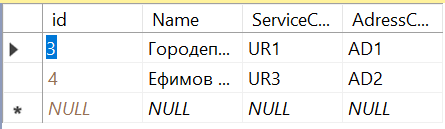 id Name ServiceC... AdressC...
3 Городеп... UR1 AD1
4 Ефимов ... UR3 AD2
NULL NULL NULL NULL